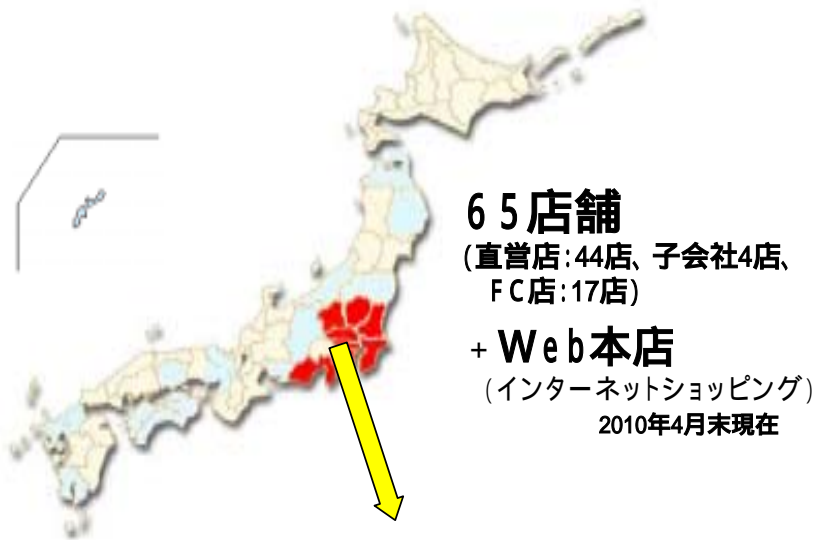 ６５店舗
(直営店:44店、子会社4店、
ＦＣ店:17店)
+Ｗｅｂ本店
(インターネットショッピング)
2010年4月末現在